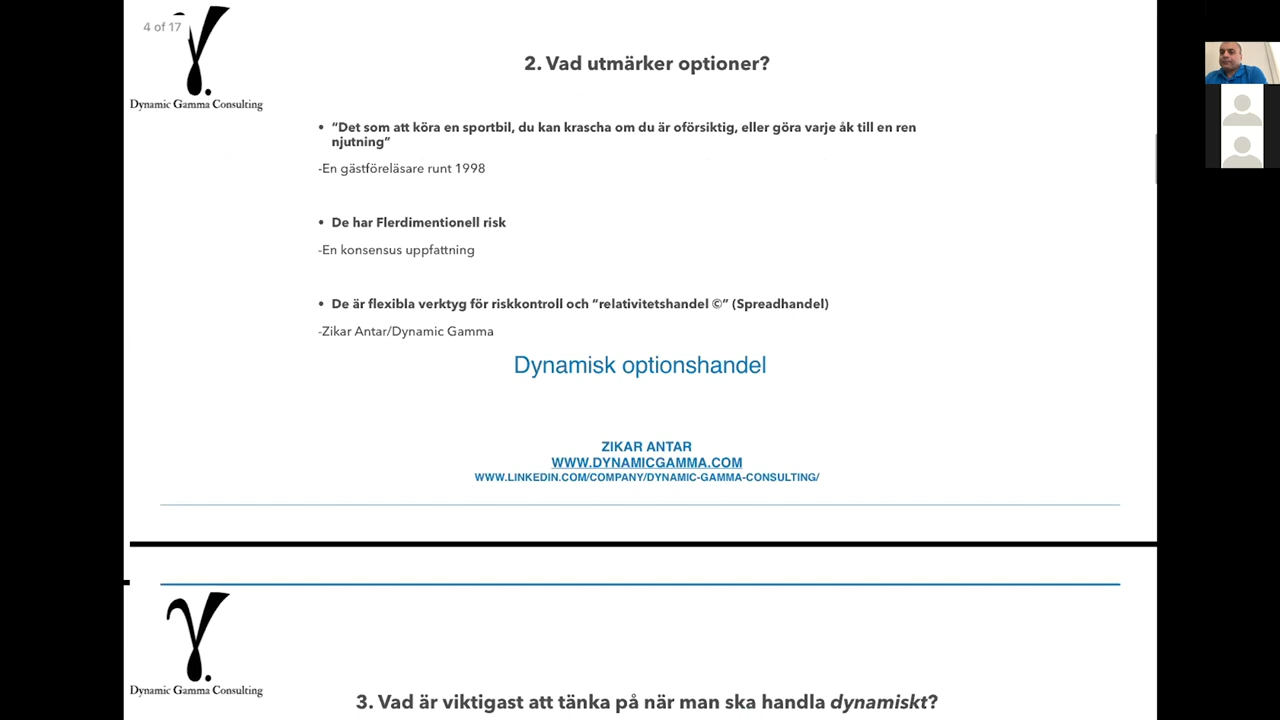 4 of 17
Dynamic Gamma Consulting
2. Vad utmärker optioner?
• “Det som att köra en sportbil, du kan krascha om du är oförsiktig, eller göra varje åk till en ren
njutning”
-En gästföreläsare runt 1998
• De har Flerdimentionell risk
-En konsensus uppfattning
• De är flexibla verktyg för riskkontroll och “relativitetshandel ©” (Spreadhandel)
-Zikar Antar/Dynamic Gamma
Dynamisk optionshandel
ZIKAR ANTAR
WWW.DYNAMICGAMMA.COM
WWW.LINKEDIN.COM/COMPANY/DYNAMIC-GAMMA-CONSULTING/
Dynamic Gamma Consulting
3. Vad är viktigast att tänka på när man ska handla dynamiskt?